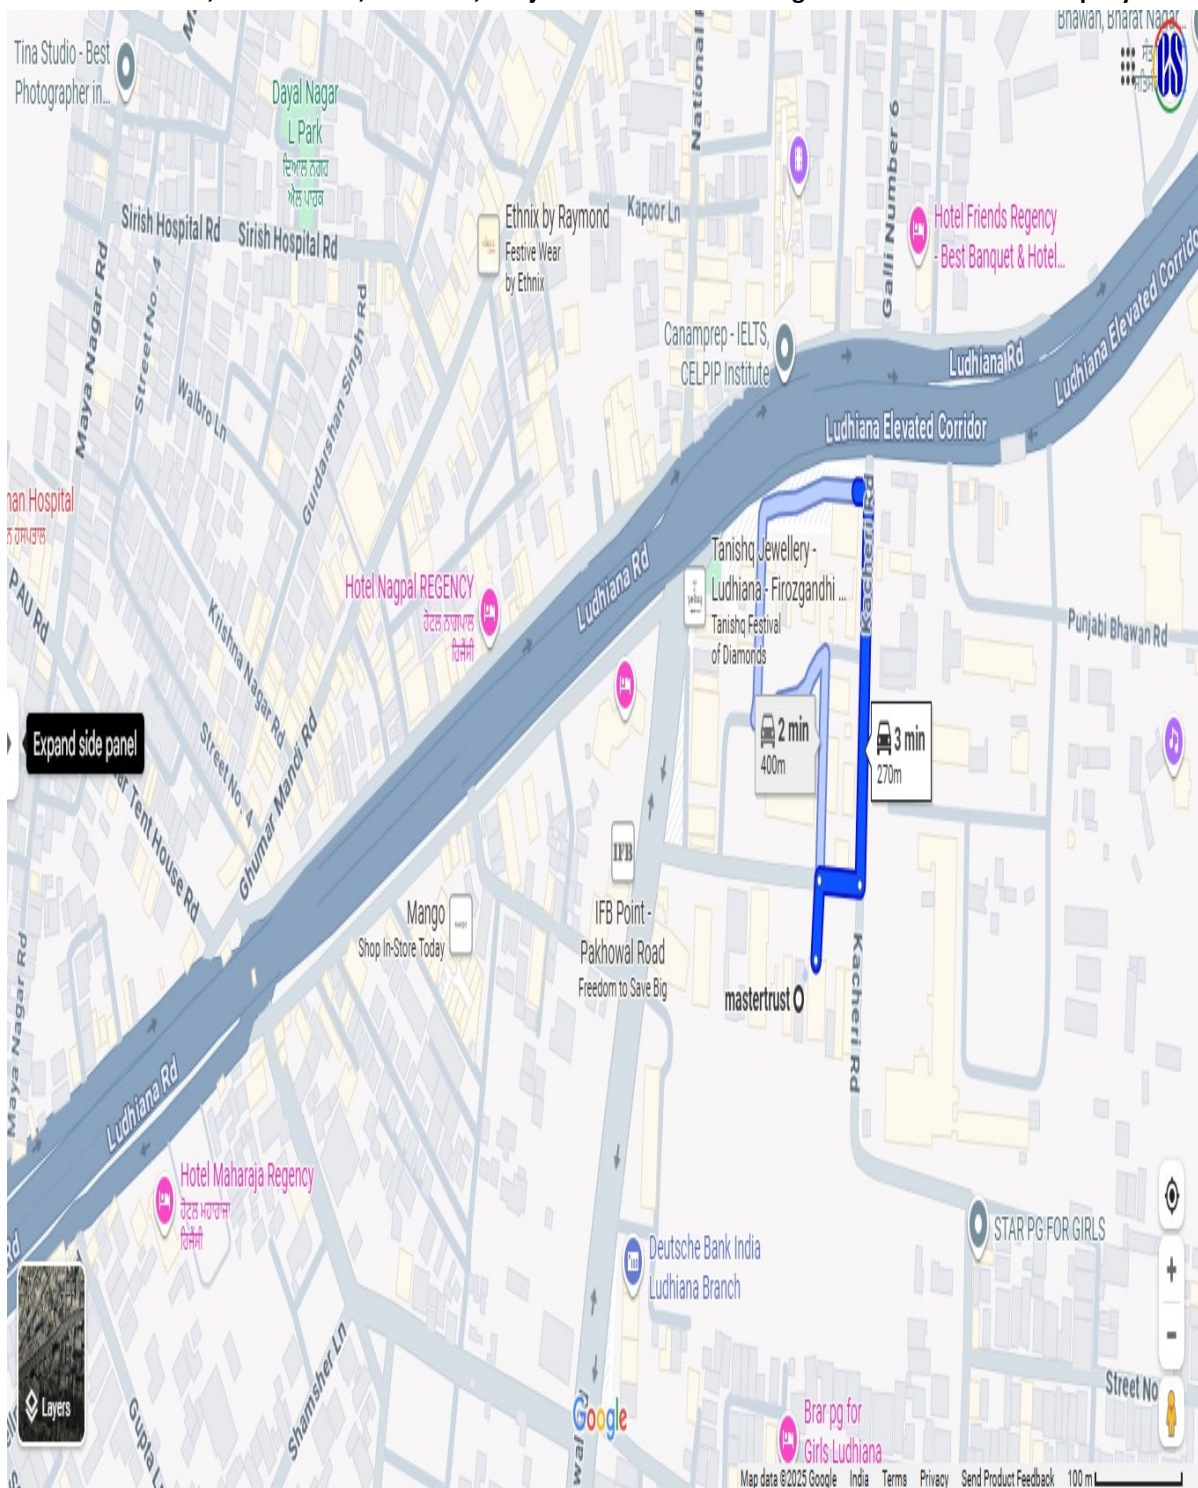 Tina Studio - Best
Photographer in...
Dayal Nagar
L Park
ਦਿਆਲ ਨਗਰ
ਐਲ ਪਾਰਕ
National
Bhawan, Bharat Nagar...
Kapoor Ln
Galli Number 6
Sirish Hospital Rd
Sirish Hospital Rd
Ethnix by Raymond
Festive Wear
by Ethnix
Hotel Friends Regency
- Best Banquet & Hotel...
Maya Nagar Rd
Street No. 4
Walbro Ln
Gurdarshan Singh Rd
Canamprep - IELTS,
CELPIP Institute
Ludhiana Rd
Ludhiana Elevated Corridor
Ludhiana Elevated Corridor
Kacheri Rd
Hotel Nagpal REGENCY
ਹੋਟਲ ਨਾਗਪਾਲ
ਰਿਜੈਂਸੀ
Ludhiana Rd
Tanishq Jewellery -
Ludhiana - Firozgandhi ...
Tanishq Festival
of Diamonds
Punjabi Bhawan Rd
PAU Rd
Krishna Nagar Rd
Street No. 4
Ghumar Mandi Rd
Expand side panel
Tent House Rd
2 min
400m
3 min
270m
IFB
IFB Point -
Pakhowal Road
Freedom to Save Big
Mango
Shop In-Store Today
mastertrust
Kacheri Rd
Maya Nagar Rd
Ludhiana Rd
Hotel Maharaja Regency
ਹੋਟਲ ਮਹਾਰਾਜਾ
ਰਿਜੈਂਸੀ
STAR PG FOR GIRLS
Deutsche Bank India
Ludhiana Branch
Layers
Shamsher Ln
Google
Brar pg for
Girls Ludhiana
Street No
Map data ©2025 Google India Terms Privacy Send Product Feedback 100 m